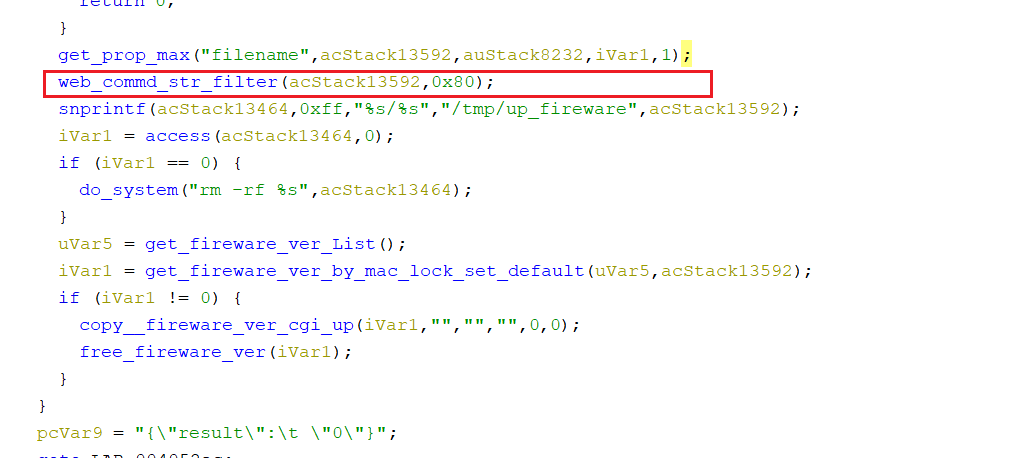 return 0;
}
get_prop_max("filename",acStack13592,auStack8232,iVar1,1);
web_commd_str_filter(acStack13592,0x80);
snprintf(acStack13464,0xff,"%s/%s","/tmp/up_fireware",acStack13592);
iVar1 = access(acStack13464,0);
if (iVar1 == 0) {
do_system("rm -rf %s",acStack13464);
}
uVar5 = get_fireware_ver_List();
iVar1 = get_fireware_ver_by_mac_lock_set_default(uVar5,acStack13592);
if (iVar1 != 0) {
copy__fireware_ver_cgi_up(iVar1,"","","",0,0);
free_fireware_ver(iVar1);
}
}
pcVar9 = "{\"result\":\t \"0\"}";